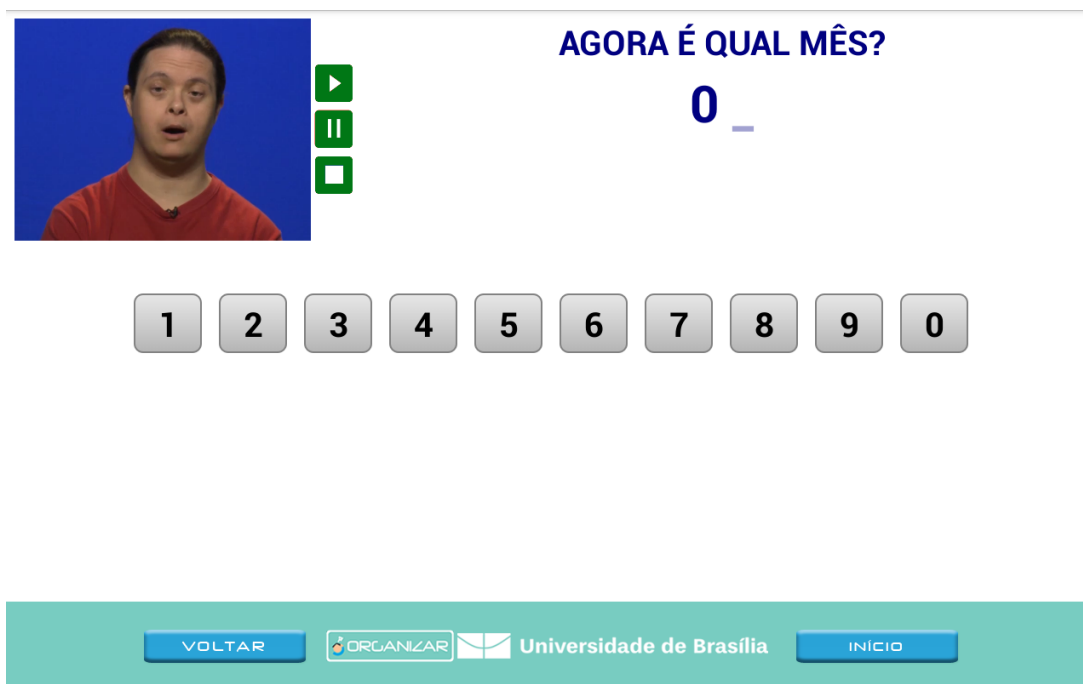 AGORA É QUAL MÊS?
0 _
1 2 3 4 5 6 7 8 9 0
VOLTAR ORGANIZAR Universidade de Brasília INÍCIO